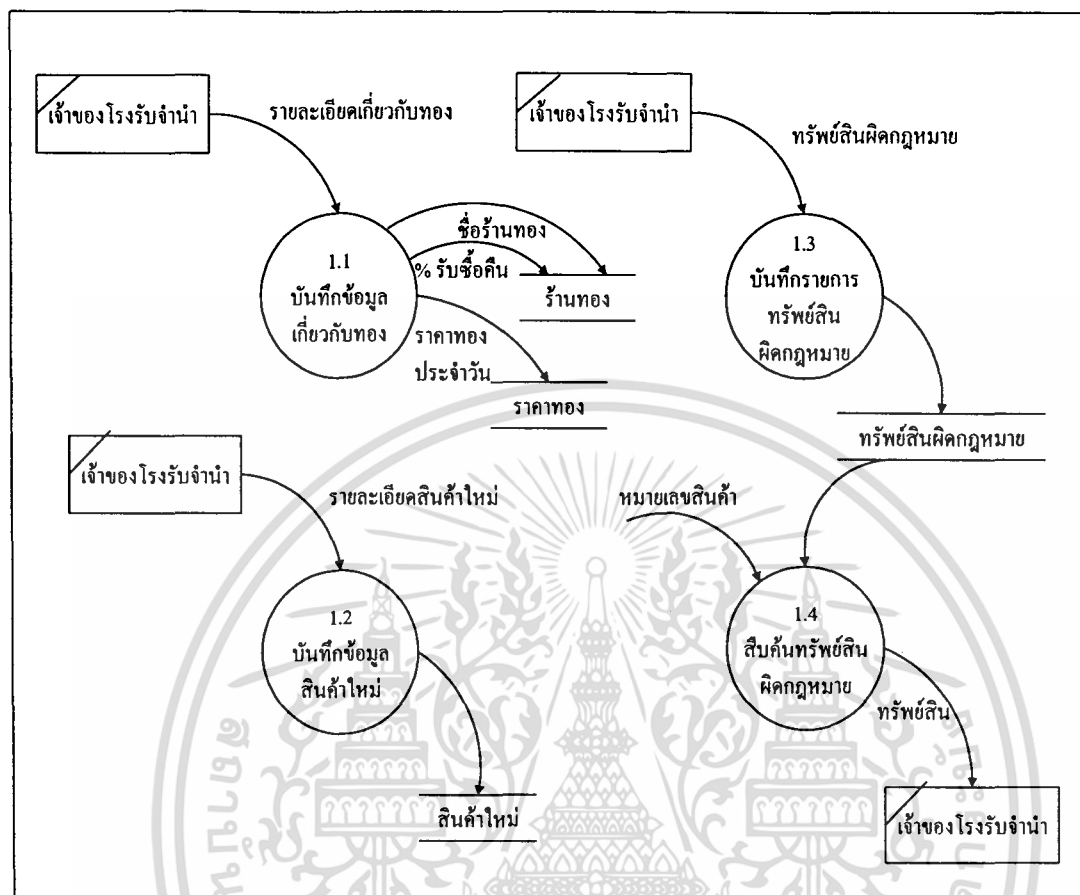 เจ้าของโรงรับจำนำ
รายละเอียดเกี่ยวกับทอง
1.1
บันทึกข้อมูล
เกี่ยวกับทอง
ชื่อร้านทอง
% รับซื้อคืน
ร้านทอง
ราคาทอง
ประจำวัน
ราคาทอง
เจ้าของโรงรับจำนำ
ทรัพย์สินผิดกฎหมาย
1.3
บันทึกรายการ
ทรัพย์สิน
ผิดกฎหมาย
ทรัพย์สินผิดกฎหมาย
เจ้าของโรงรับจำนำ
รายละเอียดสินค้าใหม่
1.2
บันทึกข้อมูล
สินค้าใหม่
สินค้าใหม่
หมายเลขสินค้า
1.4
สืบค้นทรัพย์สิน
ผิดกฎหมาย
ทรัพย์สิน
เจ้าของโรงรับจำนำ